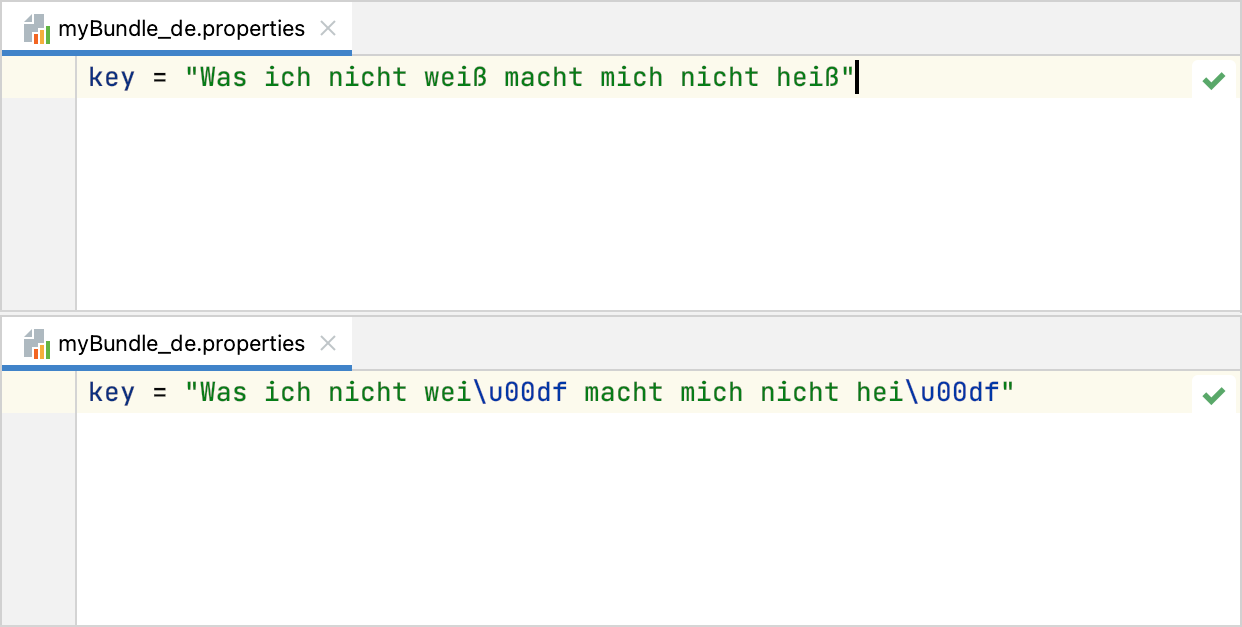 myBundle_de.properties
key = "Was ich nicht weiß macht mich nicht heiß"
myBundle_de.properties
key = "Was ich nicht wei\u00df macht mich nicht hei\u00df"